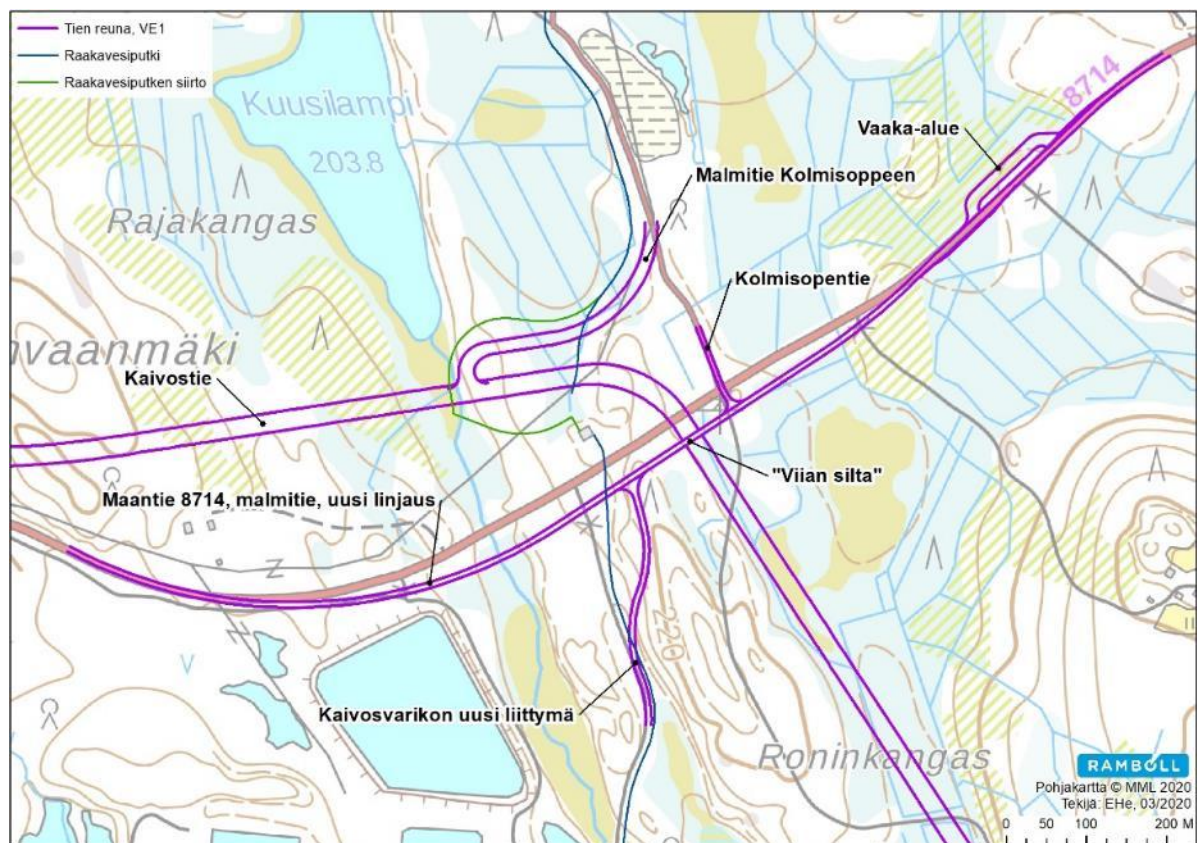 Tien reuna, VE1
Raakavesiputki
Raakavesiputken siirto
8714
Kuusilampi
203.8
Vaaka-alue
Malmitie Kolmisoppeen
Rajakangas
Kolmisopentie
nvaanmäki
Kaivostie
"Viian silta"
Maantie 8714, malmitie, uusi linjaus
Z
220
Z
V
Kaivosvarikon uusi liittymä
Roninkangas
RAMBOLL
Pohjakartta © MML 2020
Tekijä: EHe, 03/2020
0 50 100 200 M